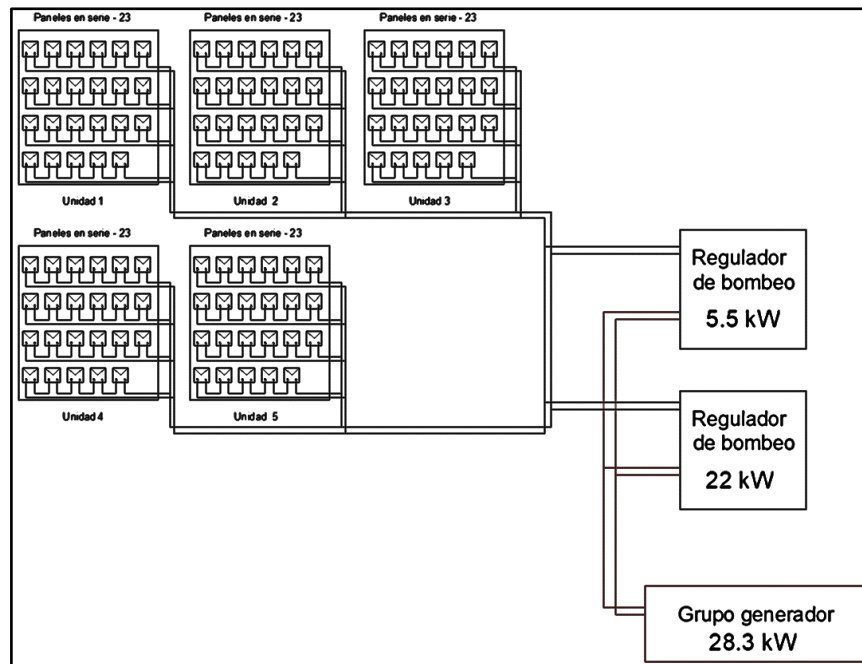 Paneles en serie - 23
Paneles en serie - 23
Paneles en serie - 23
Unidad 1
Unidad 2
Unidad 3
Paneles en serie - 23
Paneles en serie - 23
Unidad 4
Unidad 5
Regulador
de bombeo
5.5 kW
Regulador
de bombeo
22 kW
Grupo generador
28.3 kW